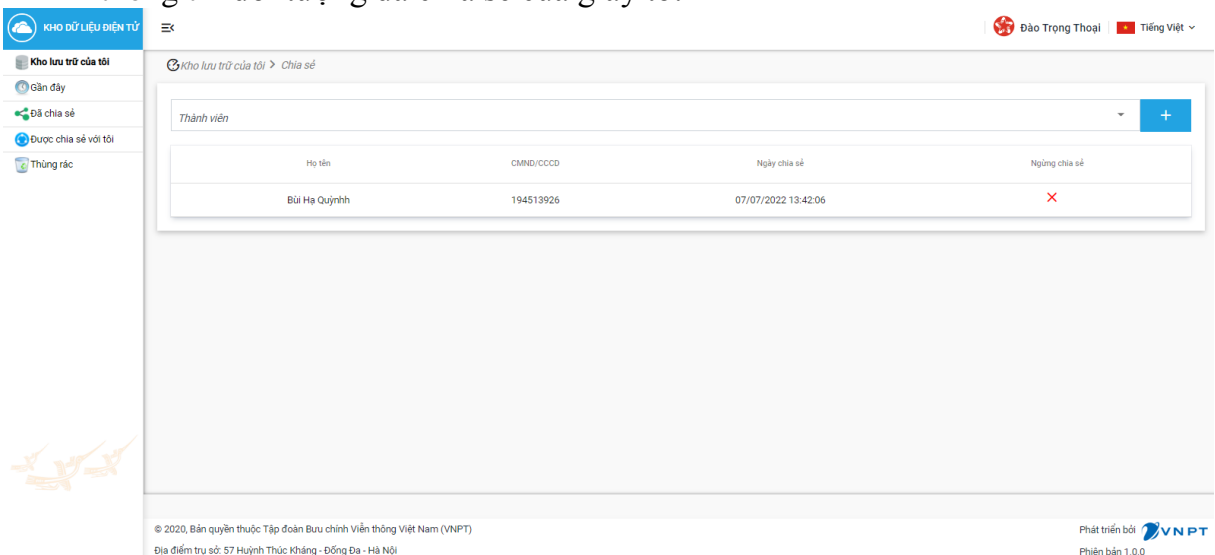 KHO DỮ LIỆU ĐIỆN TỬ
Đào Trọng Thoại
Tiếng Việt
Kho lưu trữ của tôi
Gần đây
Đã chia sẻ
Được chia sẻ với tôi
Thùng rác
Kho lưu trữ của tôi > Chia sẻ
Thành viên
+
Họ tên CMND/CCCD Ngày chia sẻ Ngừng chia sẻ
Bùi Hạ Quỳnhh 194513926 07/07/2022 13:42:06
© 2020, Bản quyền thuộc Tập đoàn Bưu chính Viễn thông Việt Nam (VNPT)
Địa điểm trụ sở: 57 Huỳnh Thúc Kháng - Đống Đa - Hà Nội
Phát triển bởi VNPT
Phiên bản 1.0.0